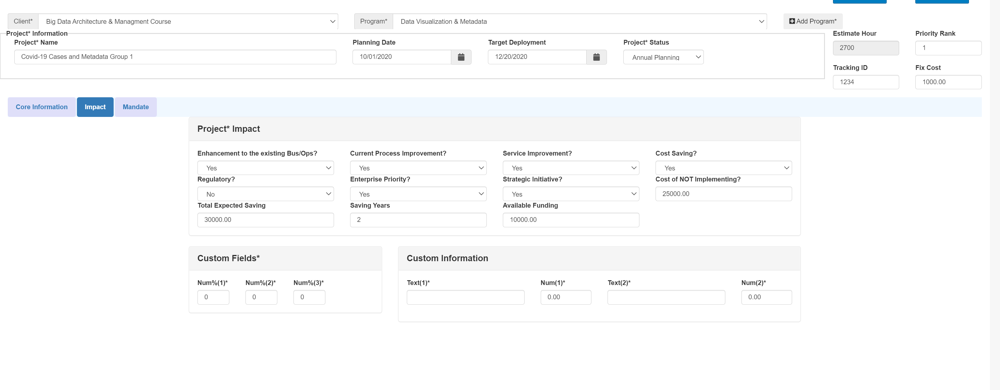 Client* Big Data Architecture & Managment Course Program* Data Visualization & Metadata Add Program*
Project* Information Estimate Hour Priority Rank
Project* Name Planning Date Target Deployment Project* Status
2700 1
Covid-19 Cases and Metadata Group 1 10/01/2020 12/20/2020 Annual Planning
Tracking ID Fix Cost
1234 1000.00
Core Information Impact Mandate
Project* Impact
Enhancement to the existing Bus/Ops? Current Process Improvement? Service Improvement? Cost Saving?
Yes Yes Yes Yes
Regulatory? Enterprise Priority? Strategic Initiative? Cost of NOT Implementing?
No Yes Yes 25000.00
Total Expected Saving Saving Years Available Funding
30000.00 2 10000.00
Custom Fields* Custom Information
Num%(1)* Num%(2)* Num%(3)* Text(1)* Num(1)* Text(2)* Num(2)*
0 0 0 0.00 0.00